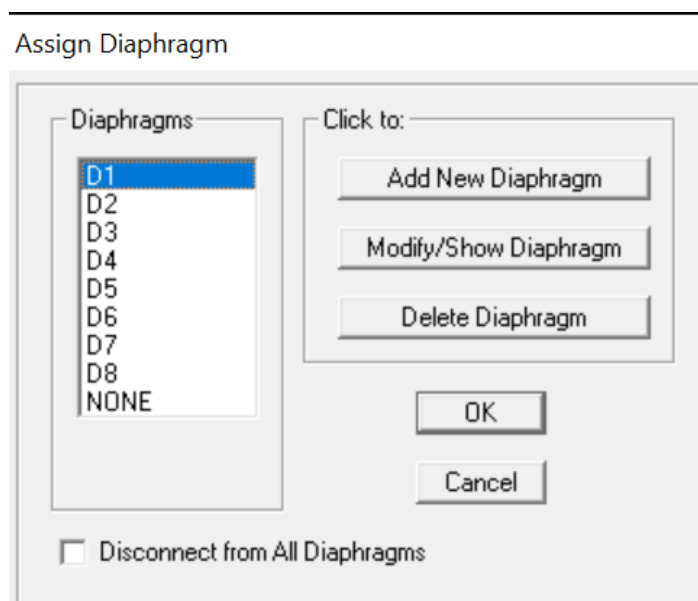 Assign Diaphragm
Diaphragms
D1
D2
D3
D4
D5
D6
D7
D8
NONE
Click to:
Add New Diaphragm
Modify/Show Diaphragm
Delete Diaphragm
OK
Cancel
Disconnect from All Diaphragms